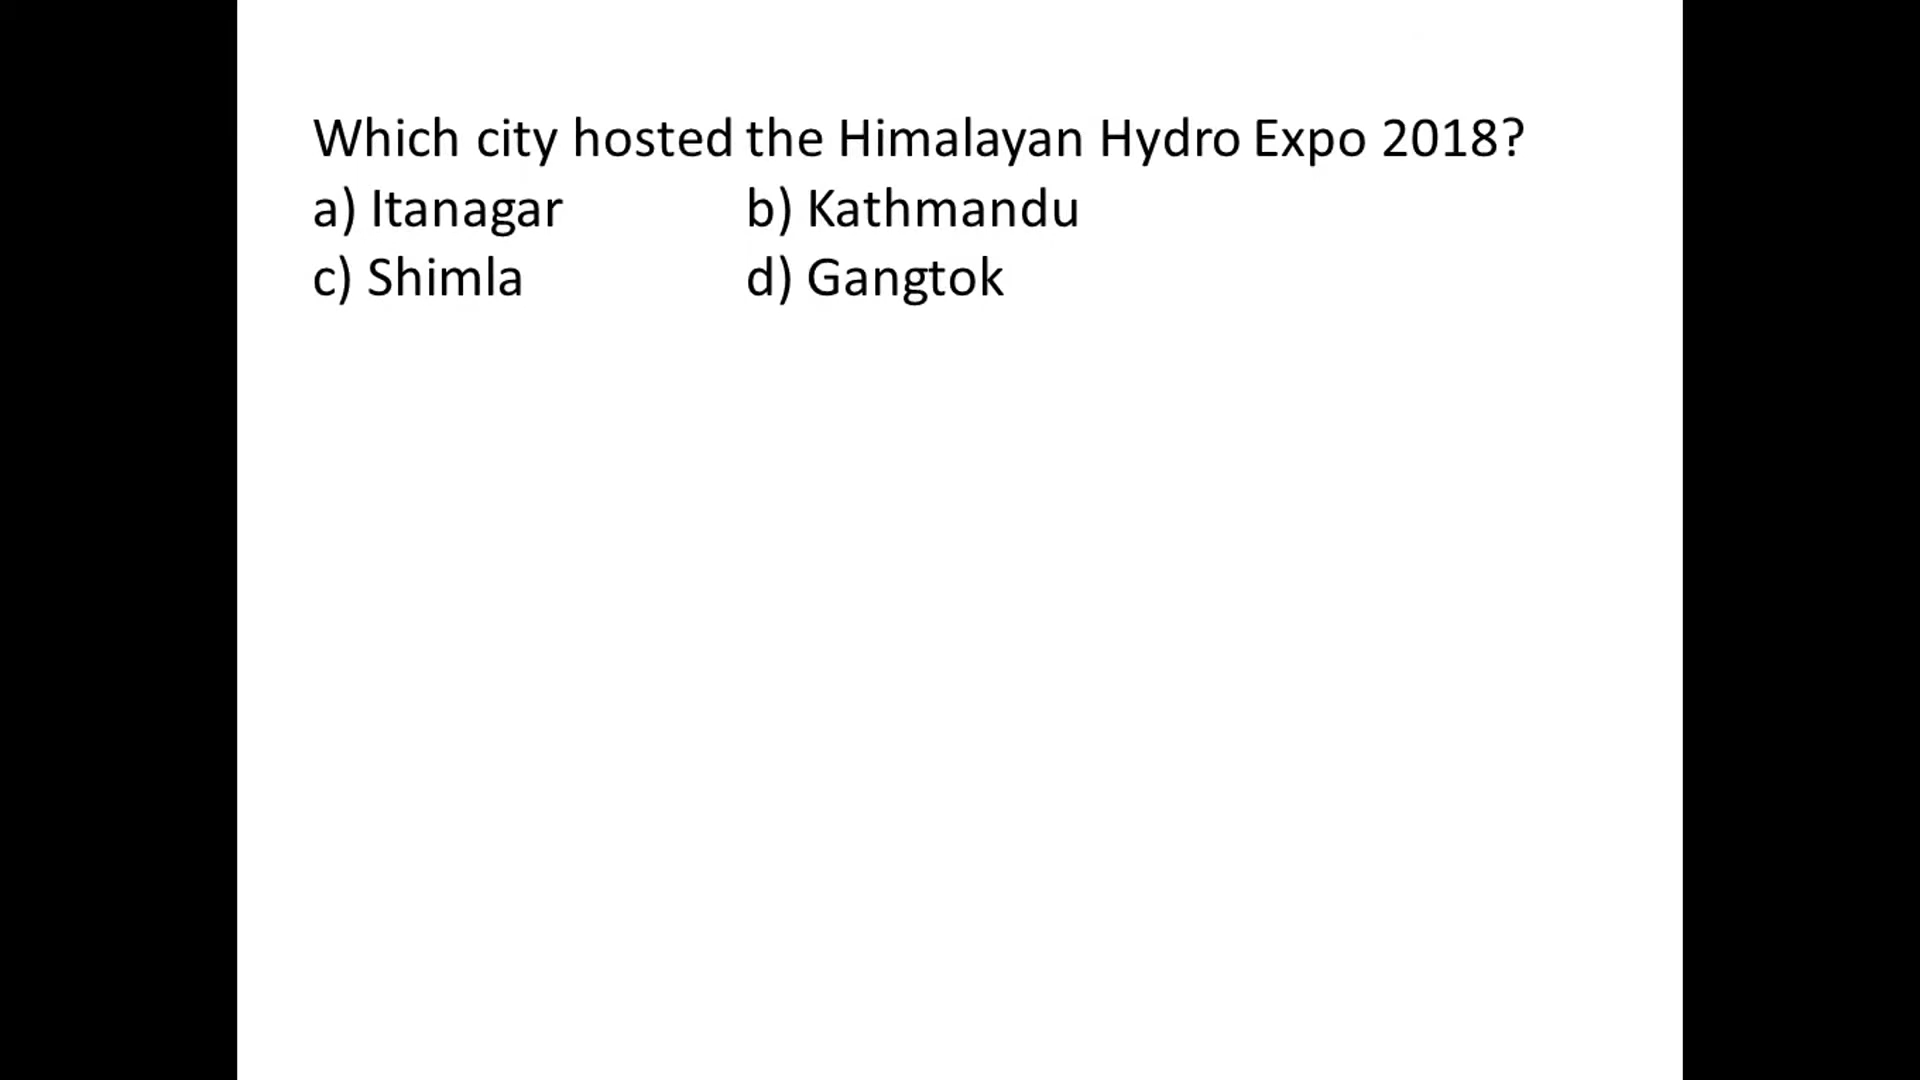 Which city hosted the Himalayan Hydro Expo 2018?
a) Itanagar b) Kathmandu
c) Shimla d) Gangtok